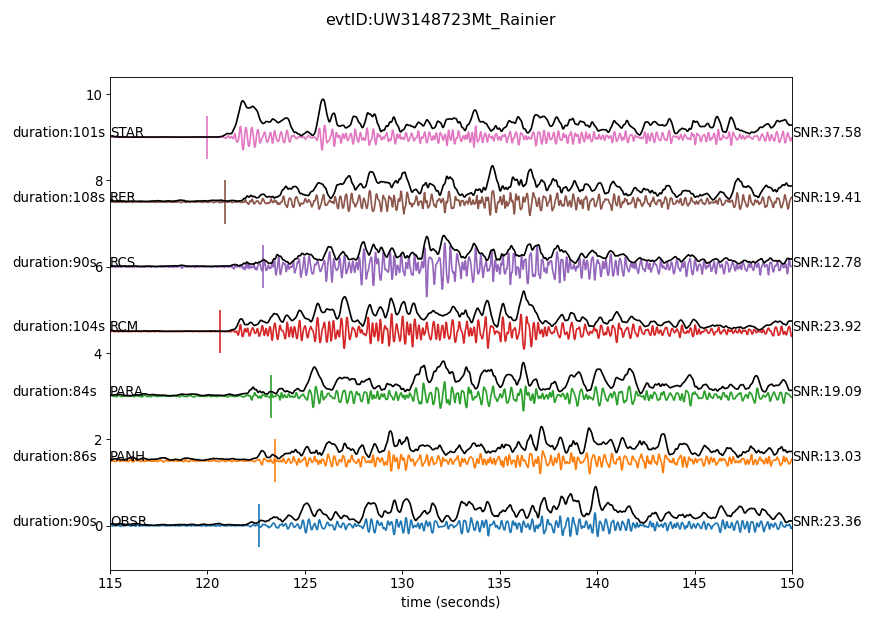 evtID:UW3148723Mt_Rainier
10
duration:101s STAR SNR:37.58
8
duration:108s RER SNR:19.41
duration:90s RCS SNR:12.78
6
duration:104s RCM SNR:23.92
4
duration:84s PARA SNR:19.09
2
duration:86s PANH SNR:13.03
duration:90s OBSR SNR:23.36
0
115 120 125 130 135 140 145 150
time (seconds)